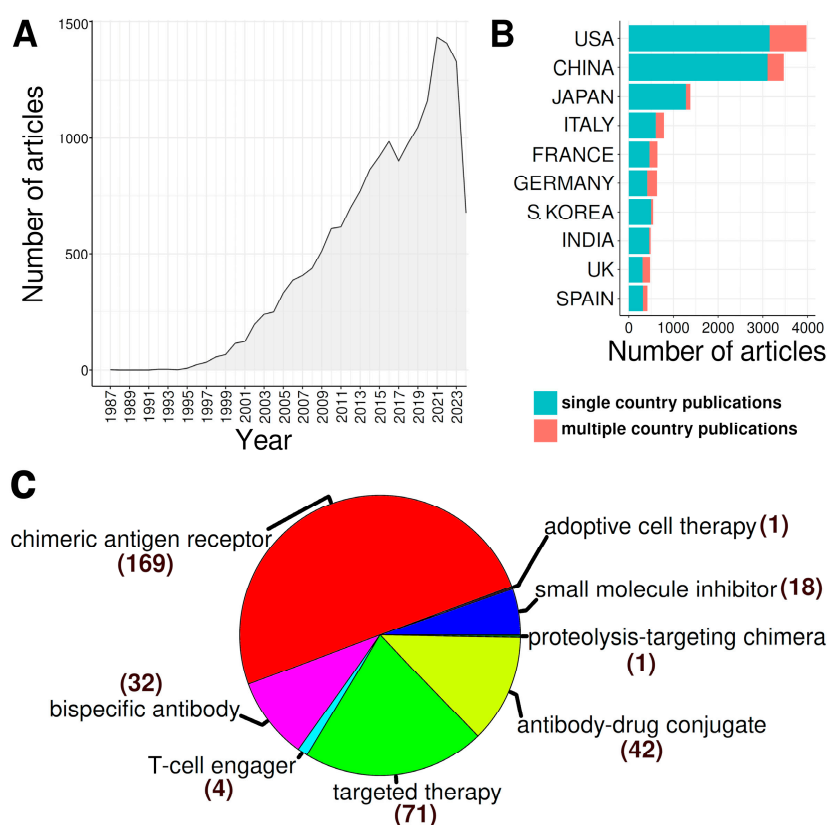 A
1500
1000
500
0
Number of articles
1987
1989
1991
1993
1995
1997
1999
2001
2003
2005
2007
2009
2011
2013
2015
2017
2019
2021
2023
Year
B
USA
CHINA
JAPAN
ITALY
FRANCE
GERMANY
S.KOREA
INDIA
UK
SPAIN
0 1000 2000 3000 4000
Number of articles
single country publications
multiple country publications
C
chimeric antigen receptor
(169)
adoptive cell therapy (1)
small molecule inhibitor (18)
proteolysis-targeting chimera
(1)
(32)
bispecific antibody
antibody-drug conjugate
(42)
T-cell engager
(4)
targeted therapy
(71)